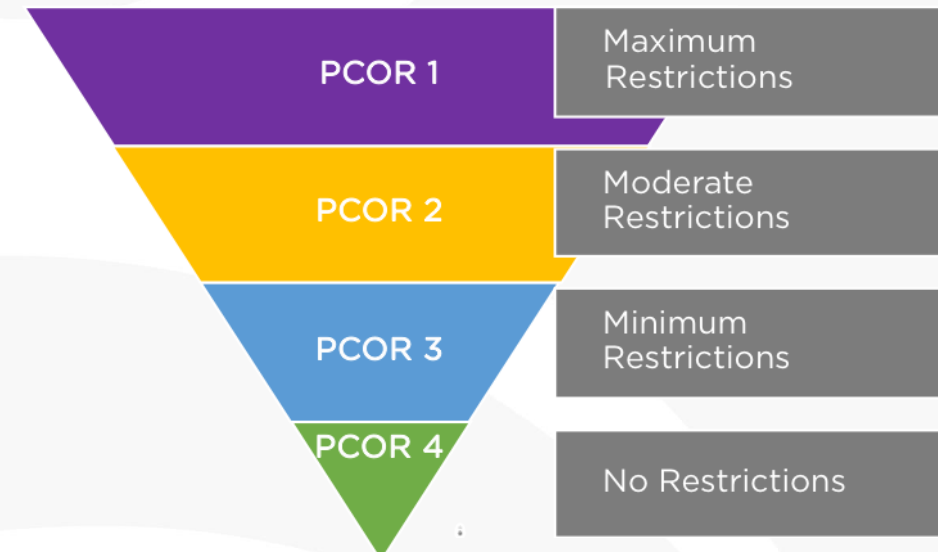 PCOR 1
Maximum
Restrictions
PCOR 2
Moderate
Restrictions
PCOR 3
Minimum
Restrictions
PCOR 4
No Restrictions